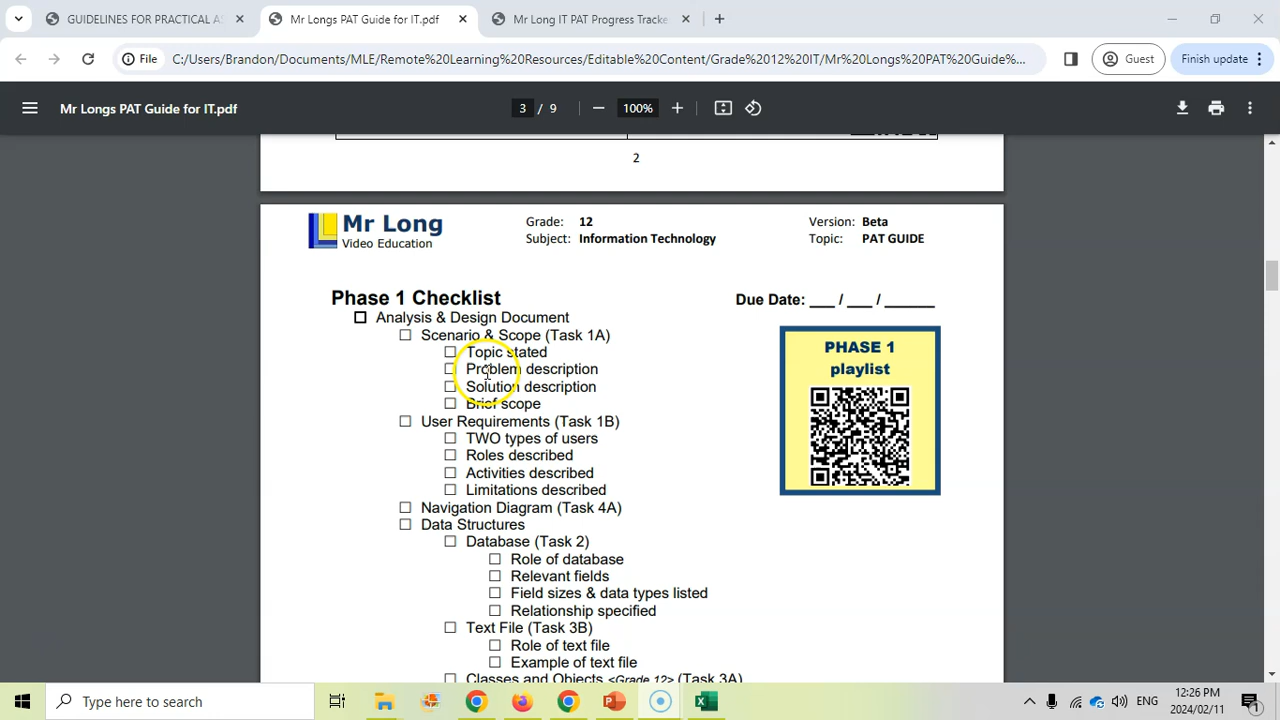 GUIDELINES FOR PRACTICAL A
Mr Longs PAT Guide for IT.pdf
Mr Long IT PAT Progress Tracke
File
C:/Users/Brandon/Documents/MLE/Remote%20Learning%20Resources/Editable%20Content/Grade%2012%20IT/Mr%20Longs%20PAT%20Guide%...
Guest
Finish update
Mr Longs PAT Guide for IT.pdf
3 / 9
100%
2
Mr Long
Video Education
Grade: 12
Subject: Information Technology
Version: Beta
Topic: PAT GUIDE
Phase 1 Checklist
Due Date: ___ / ___ / ______
Analysis & Design Document
Scenario & Scope (Task 1A)
Topic stated
Problem description
Solution description
Brief scope
User Requirements (Task 1B)
TWO types of users
Roles described
Activities described
Limitations described
Navigation Diagram (Task 4A)
Data Structures
Database (Task 2)
Role of database
Relevant fields
Field sizes & data types listed
Relationship specified
Text File (Task 3B)
Role of text file
Example of text file
Classes and Objects <Grade 12> (Task 3A)
PHASE 1
playlist
Type here to search
ENG
12:26 PM
2024/02/11